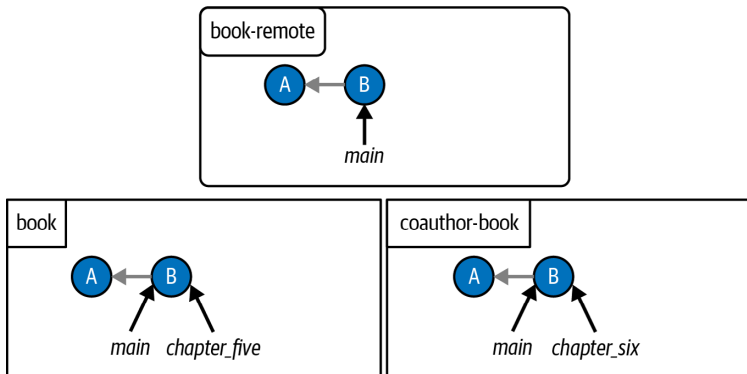 book-remote
A B
main
book
A B
main chapter_five
coauthor-book
A B
main chapter_six